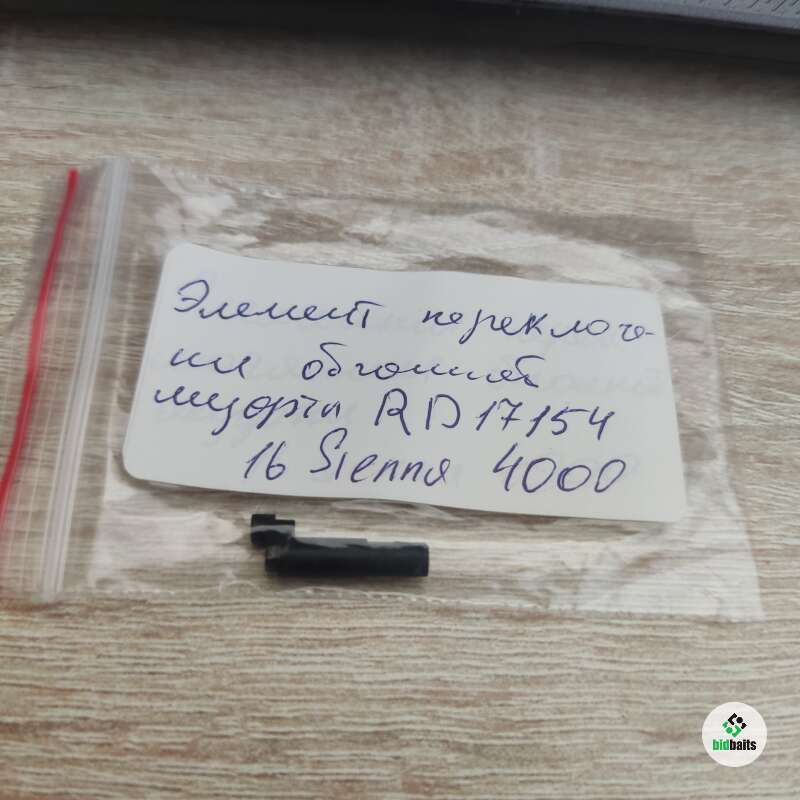 Элемент переключе-
ния обгонной
муфты RD17154
16 Sienna 4000
bidbaits